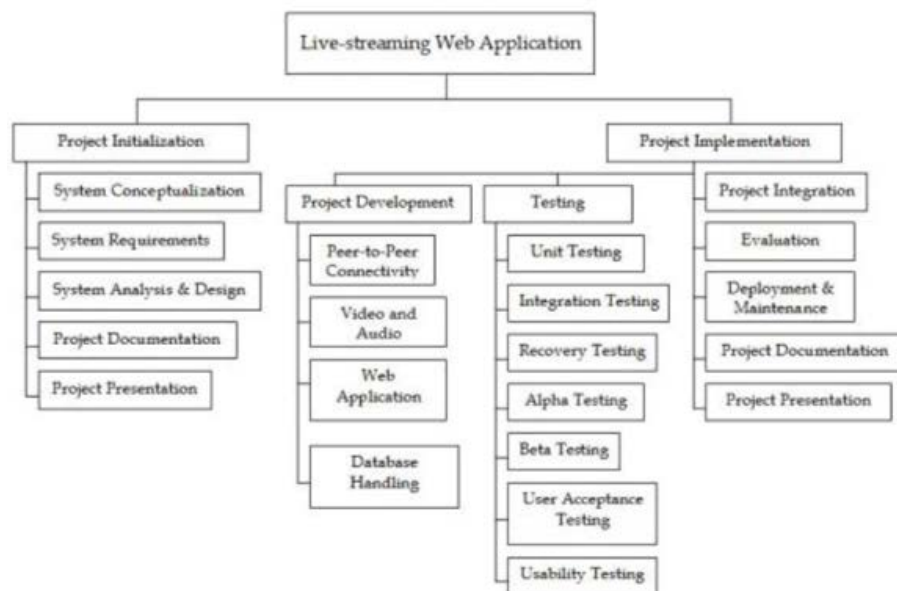 Live-streaming Web Application
Project Initialization
System Conceptualization
System Requirements
System Analysis & Design
Project Documentation
Project Presentation
Project Implementation
Project Development
Peer-to-Peer
Connectivity
Video and
Audio
Web
Application
Database
Handling
Testing
Unit Testing
Integration Testing
Recovery Testing
Alpha Testing
Beta Testing
User Acceptance
Testing
Usability Testing
Project Integration
Evaluation
Deployment &
Maintenance
Project Documentation
Project Presentation